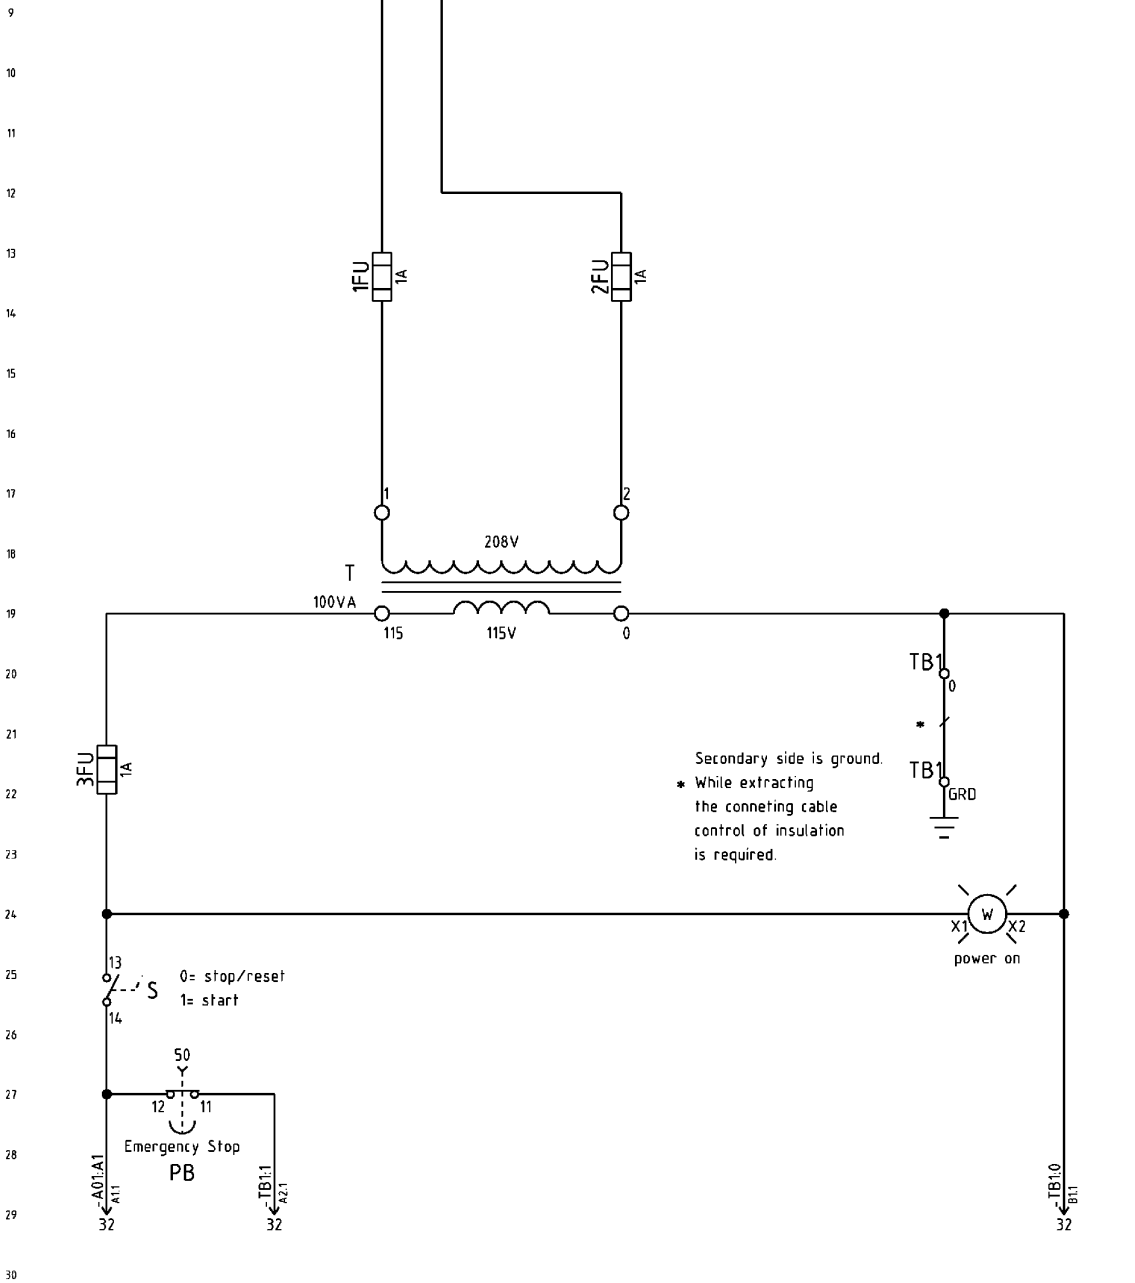 9
10
11
12
13
1FU
1A
2FU
1A
14
15
16
17
1
2
18
208V
T
100VA
19
115
115V
0
TB1
20
0
21
*
3FU
1A
Secondary side is ground.
TB1
* While extracting
22
GRD
the conneting cable
control of insulation
23
is required.
24
W
X1
X2
power on
13
25
0= stop/reset
S
1= start
14
26
50
27
12
11
Emergency Stop
28
PB
-A01:A1
A1.1
-TB1:1
A2.1
-TB1:0
B1.1
29
32
32
32
30